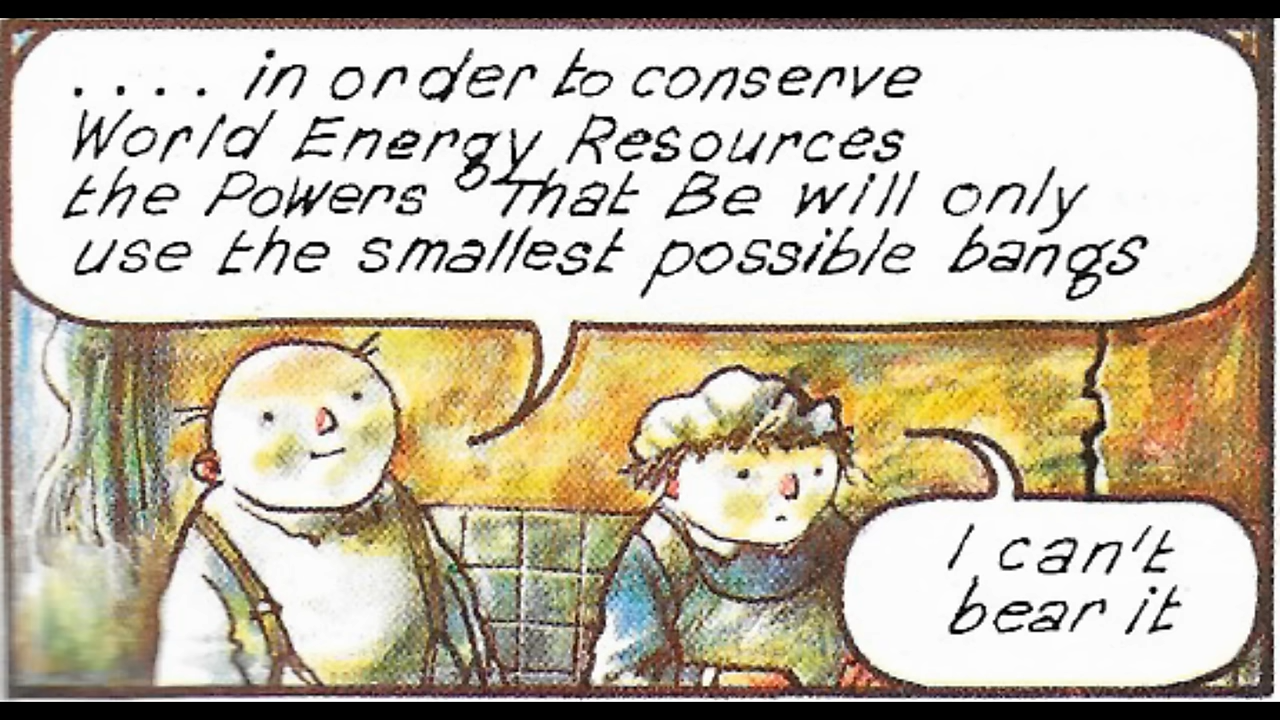 .... in order to conserve
World Energy Resources
the Powers That Be will only
use the smallest possible bangs
I can't
bear it